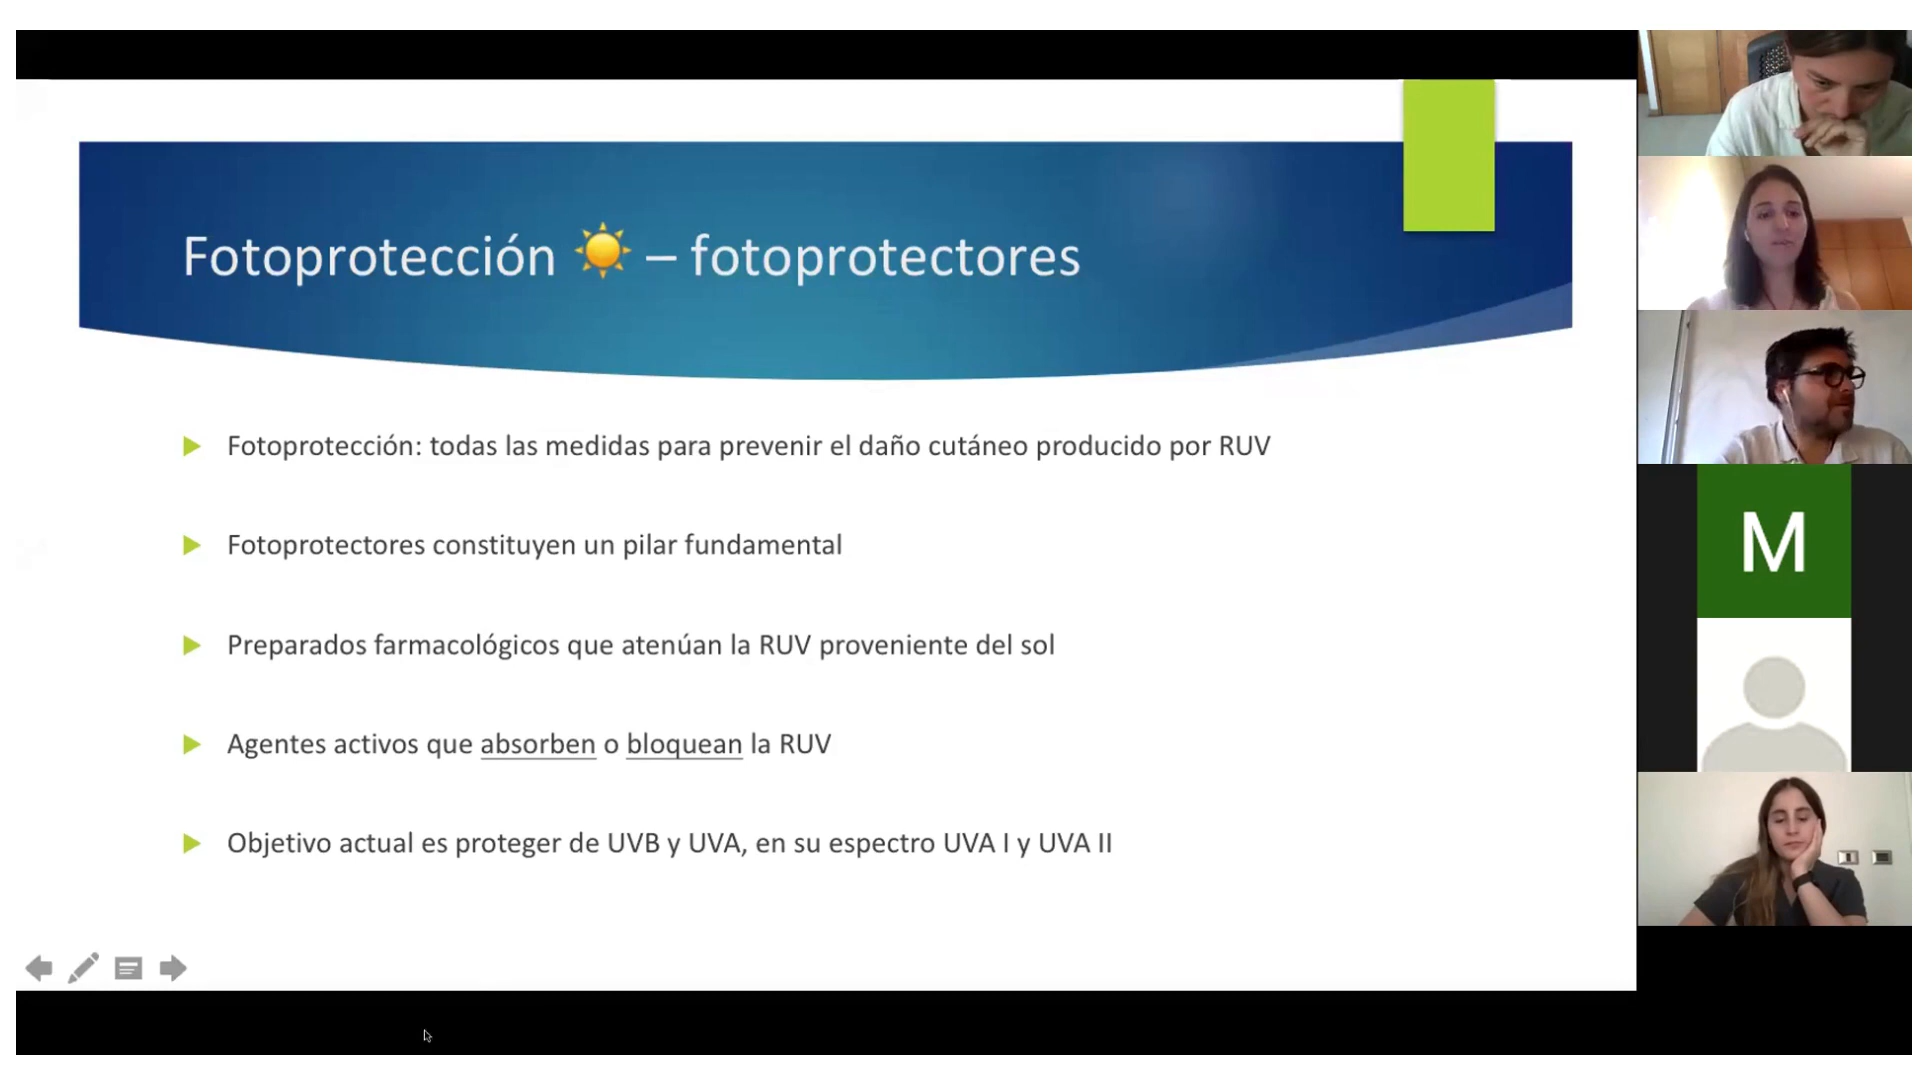 Fotoprotección ☀️ – fotoprotectores
Fotoprotección: todas las medidas para prevenir el daño cutáneo producido por RUV
Fotoprotectores constituyen un pilar fundamental
Preparados farmacológicos que atenúan la RUV proveniente del sol
Agentes activos que absorben o bloquean la RUV
Objetivo actual es proteger de UVB y UVA, en su espectro UVA I y UVA II
M